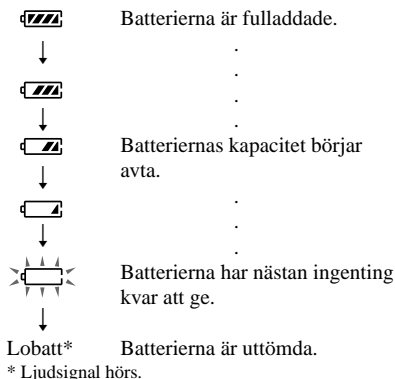 Batterierna är fulladdade.
.
.
.
.
Batteriernas kapacitet börjar
avta.
.
.
.
Batterierna har nästan ingenting
kvar att ge.
Lobatt* Batterierna är uttömda.
* Ljudsignal hörs.